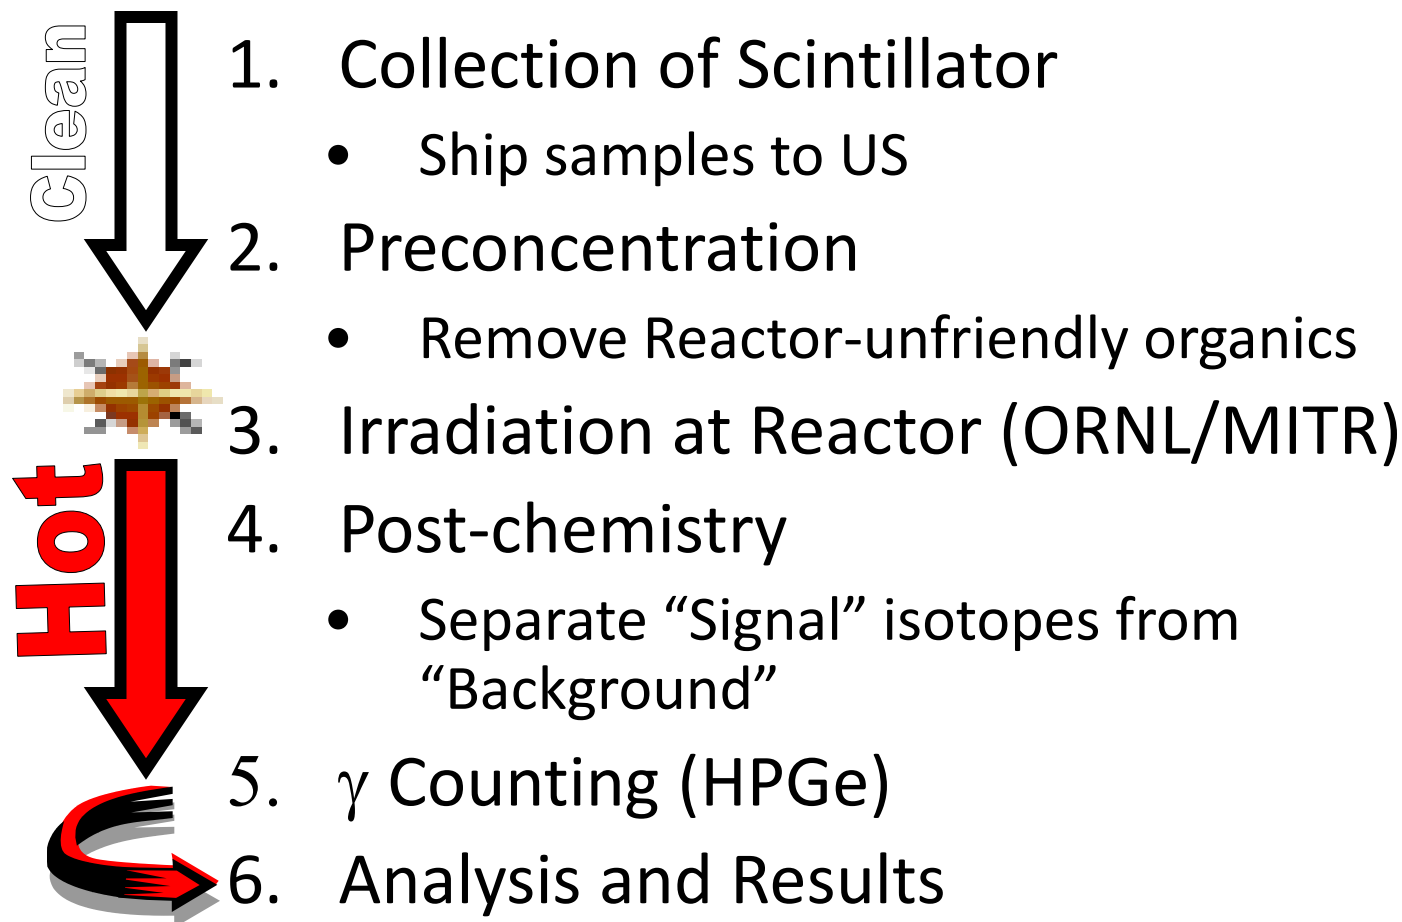 Clean
1. Collection of Scintillator
• Ship samples to US
2. Preconcentration
• Remove Reactor-unfriendly organics
3. Irradiation at Reactor (ORNL/MITR)
Hot
4. Post-chemistry
• Separate “Signal” isotopes from
“Background”
5. γ Counting (HPGe)
6. Analysis and Results